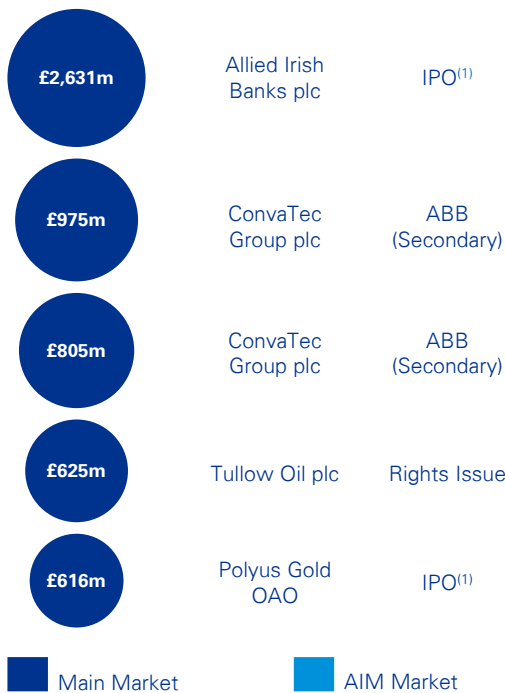 £2,631m
Allied Irish
Banks plc
IPO(1)
£975m
ConvaTec
Group plc
ABB
(Secondary)
£805m
ConvaTec
Group plc
ABB
(Secondary)
£625m
Tullow Oil plc
Rights Issue
£616m
Polyus Gold
OAO
IPO(1)
Main Market
AIM Market